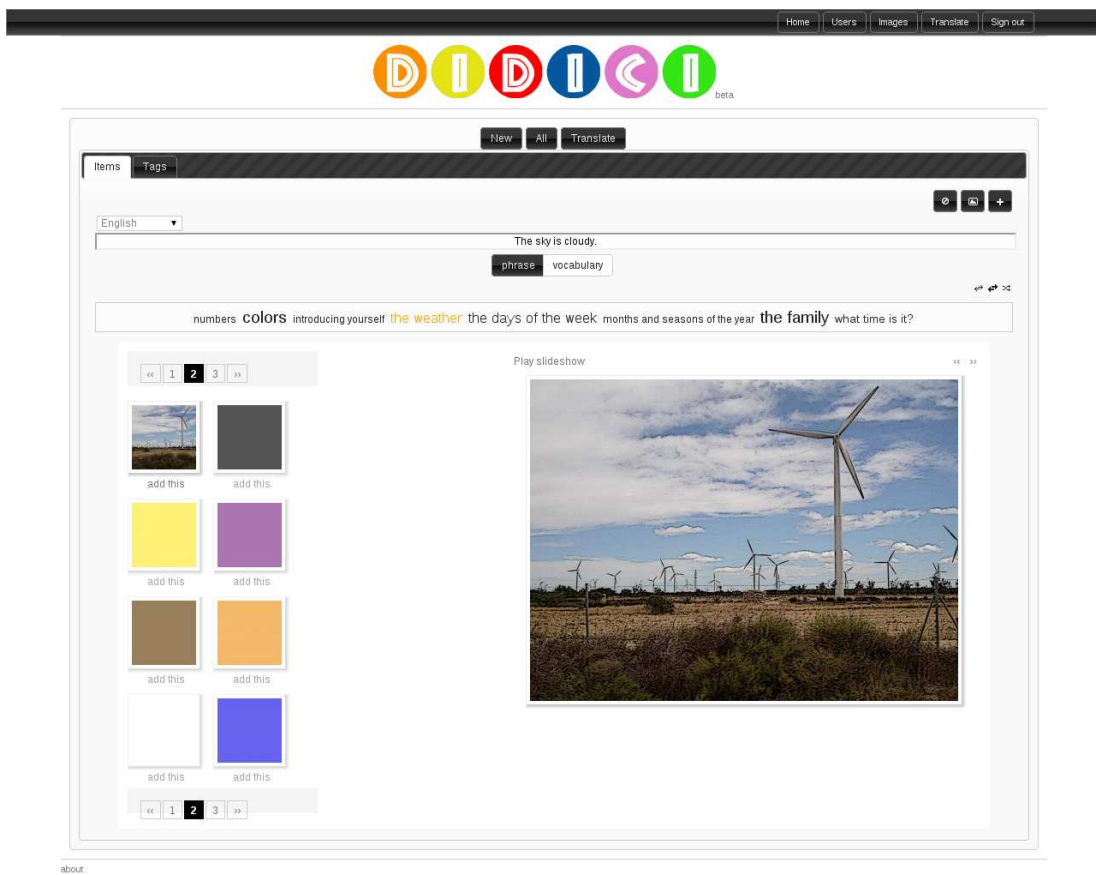 Home Users Images Translate Sign out
DIDICI beta
New All Translate
Items Tags
English
The sky is cloudy.
phrase vocabulary
numbers colors introducing yourself the weather the days of the week months and seasons of the year the family what time is it?
‹‹ 1 2 3 ››
Play slideshow ‹‹ ››
add this add this
add this add this
add this add this
add this add this
‹‹ 1 2 3 ››
about